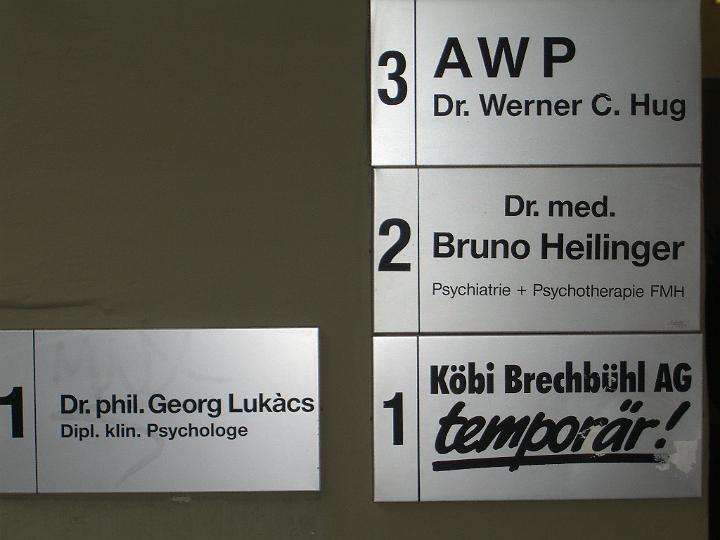 3
AWP
Dr. Werner C. Hug
2
Dr. med.
Bruno Heilinger
Psychiatrie + Psychotherapie FMH
1
Köbi Brechbühl AG
temporär!
1
Dr. phil. Georg Lukàcs
Dipl. klin. Psychologe